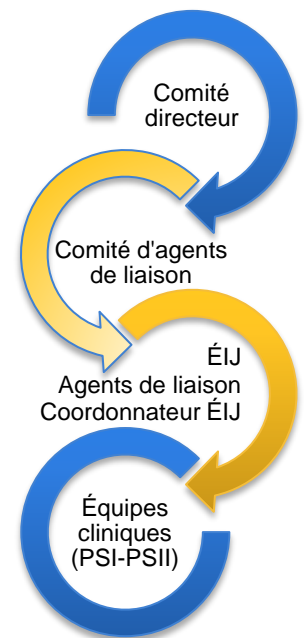 Comité
directeur
Comité d'agents
de liaison
ÉIJ
Agents de liaison
Coordonnateur ÉIJ
Équipes
cliniques
(PSI-PSII)